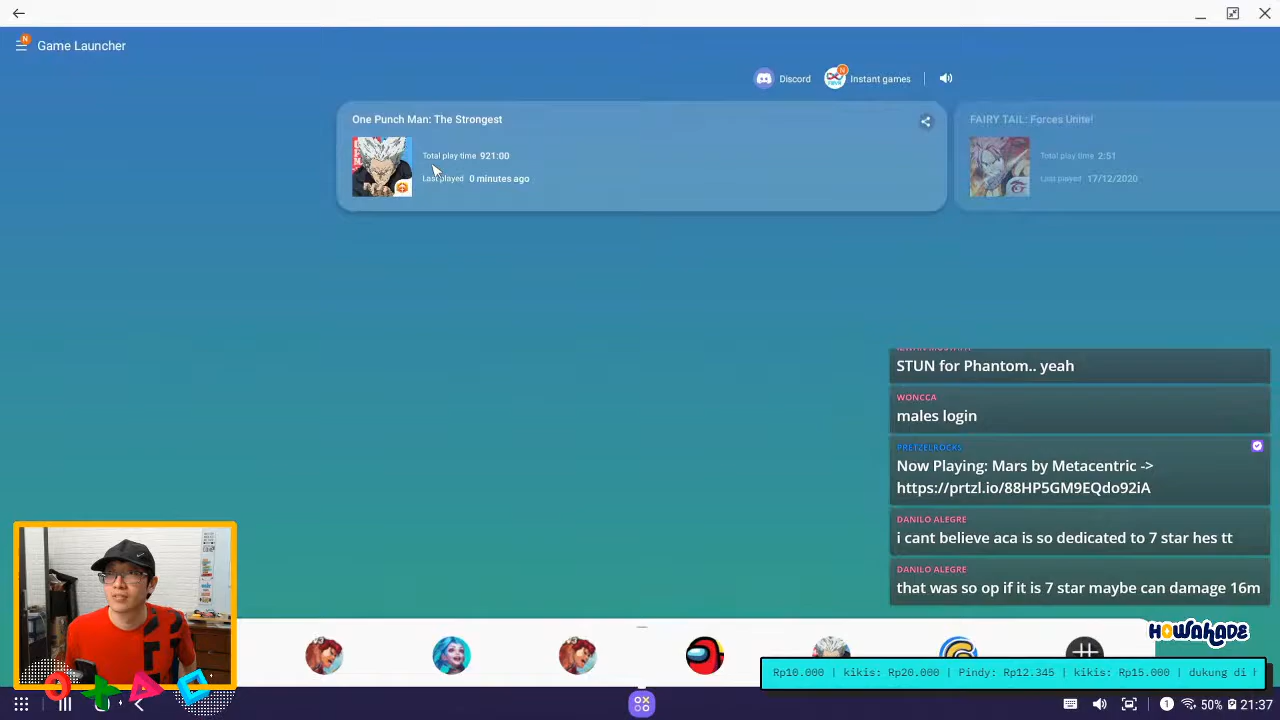 Game Launcher
Discord
Instant games
One Punch Man: The Strongest
Total play time 921:00
Last played 0 minutes ago
FAIRY TAIL: Forces Unite!
Total play time 2:51
Last played 17/12/2020
STUN for Phantom.. yeah
WONCCA
males login
PRETZELROCKS
Now Playing: Mars by Metacentric ->
https://prtzl.io/88HP5GM9EQdo92iA
DANILO ALEGRE
i cant believe aca is so dedicated to 7 star hes tt
DANILO ALEGRE
that was so op if it is 7 star maybe can damage 16m
HOWAHADE
Rp10.000 | kikis: Rp20.000 | Pindy: Rp12.345 | kikis: Rp15.000 | dukung di
1
50%
21:37